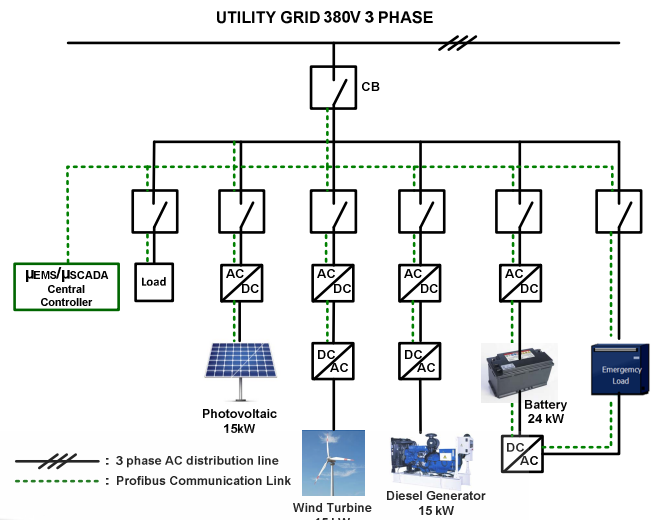 UTILITY GRID 380V 3 PHASE
CB
µEMS/µSCADA
Central
Controller
Load
AC
DC
AC
DC
AC
DC
AC
DC
DC
AC
DC
AC
Photovoltaic
15kW
Battery
24 kW
Emergency
Load
DC
AC
Wind Turbine
15 kW
Diesel Generator
15 kW
: 3 phase AC distribution line
: Profibus Communication Link